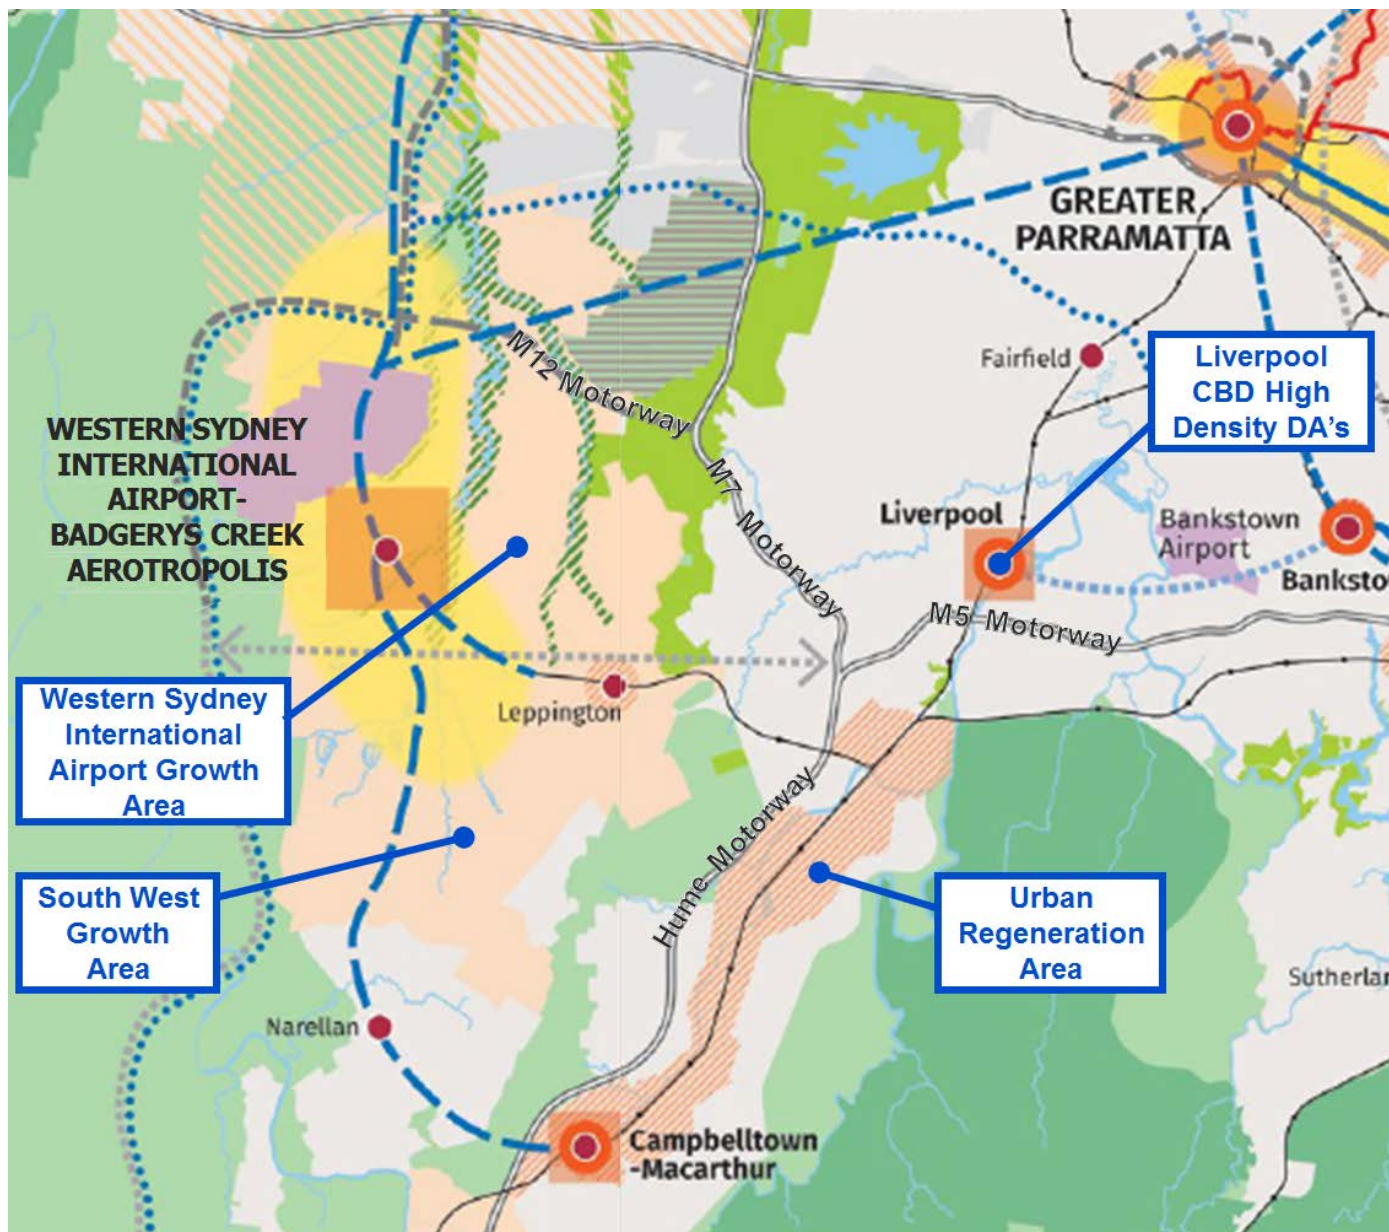 GREATER
PARRAMATTA
M12 Motorway
Fairfield
Liverpool
CBD High
Density DA's
WESTERN SYDNEY
INTERNATIONAL
AIRPORT-
BADGERYS CREEK
AEROTROPOLIS
M7 Motorway
Liverpool
Bankstown
Airport
Banksto
M5 Motorway
Western Sydney
International
Airport Growth
Area
Leppington
Hume Motorway
South West
Growth
Area
Urban
Regeneration
Area
Sutherlan
Narellan
Campbelltown
-Macarthur